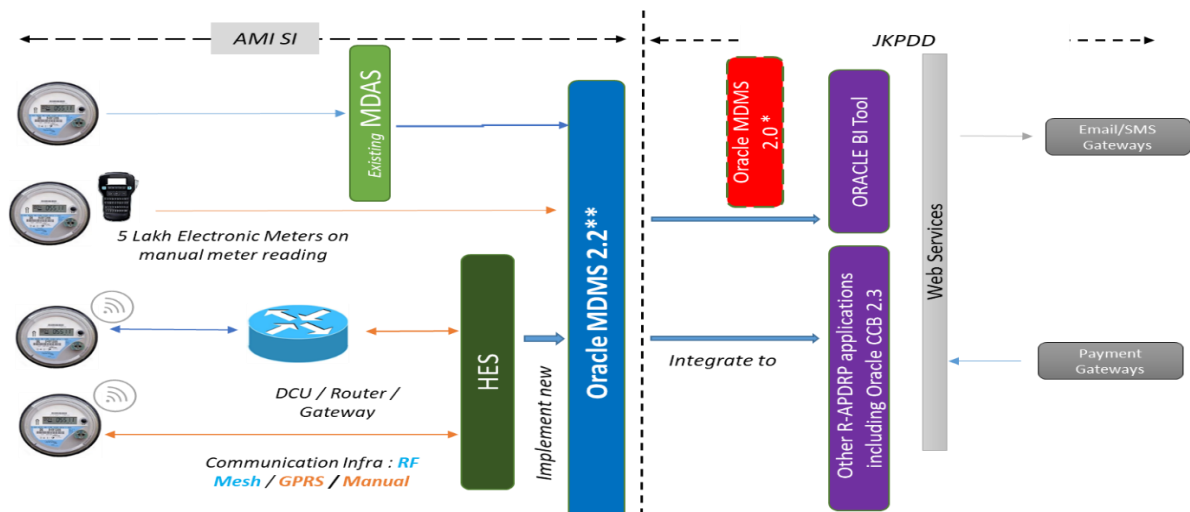 AMI SI
JKPDD
Existing MDAS
Oracle MDMS
2.0 *
ORACLE BI Tool
Email/SMS
Gateways
5 Lakh Electronic Meters on
manual meter reading
Oracle MDMS 2.2**
Web Services
HES
Implement new
Integrate to
Other R-APDRP applications
including Oracle CCB 2.3
Payment
Gateways
DCU / Router /
Gateway
Communication Infra : RF
Mesh / GPRS / Manual